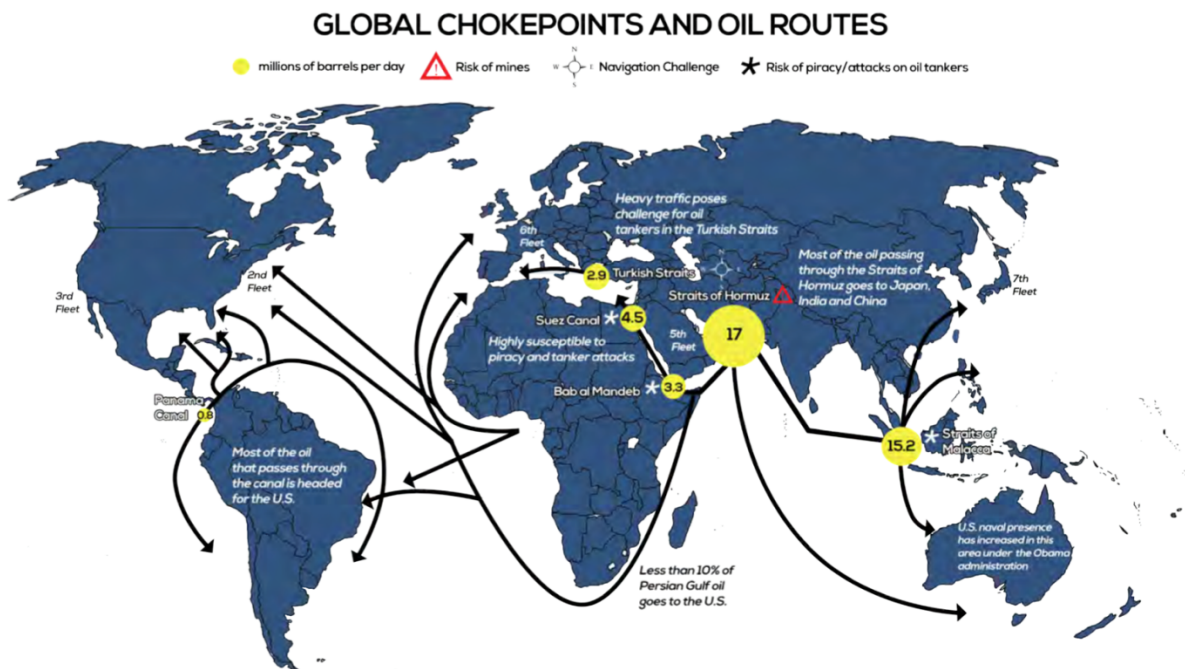 GLOBAL CHOKEPOINTS AND OIL ROUTES
millions of barrels per day
Risk of mines
N
W
E
S
Navigation Challenge
Risk of piracy/attacks on oil tankers
Heavy traffic poses
challenge for oil
tankers in the Turkish Straits
6th
Fleet
2nd
Fleet
3rd
Fleet
2.9
Turkish Straits
N
W
E
S
Most of the oil passing
through the Straits of
Hormuz goes to Japan,
India and China
7th
Fleet
Straits of Hormuz
Suez Canal
4.5
5th
Fleet
17
Highly susceptible to
piracy and tanker attacks
Bab al Mandeb
3.3
Panama
Canal
0.8
Straits of
Malacca
15.2
Most of the oil
that passes through
the canal is headed
for the U.S.
U.S. naval presence
has increased in this
area under the Obama
administration
Less than 10% of
Persian Gulf oil
goes to the U.S.